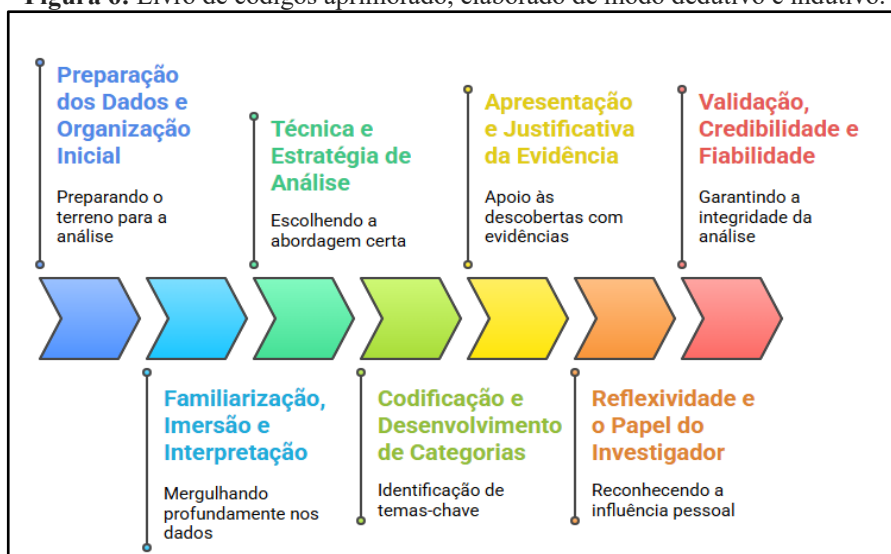 Figura 6: Livro de códigos aprimorado, elaborado de modo dedutivo e indutivo.
Preparação
dos Dados e
Organização
Inicial
Preparando o
terreno para a
análise
Técnica e
Estratégia de
Análise
Escolhendo a
abordagem certa
Apresentação
e Justificativa
da Evidência
Apoio às
descobertas com
evidências
Validação,
Credibilidade e
Fiabilidade
Garantindo a
integridade da
análise
Familiarização,
Imersão e
Interpretação
Mergulhando
profundamente nos
dados
Codificação e
Desenvolvimento
de Categorias
Identificação de
temas-chave
Reflexividade e
o Papel do
Investigador
Reconhecendo a
influência pessoal